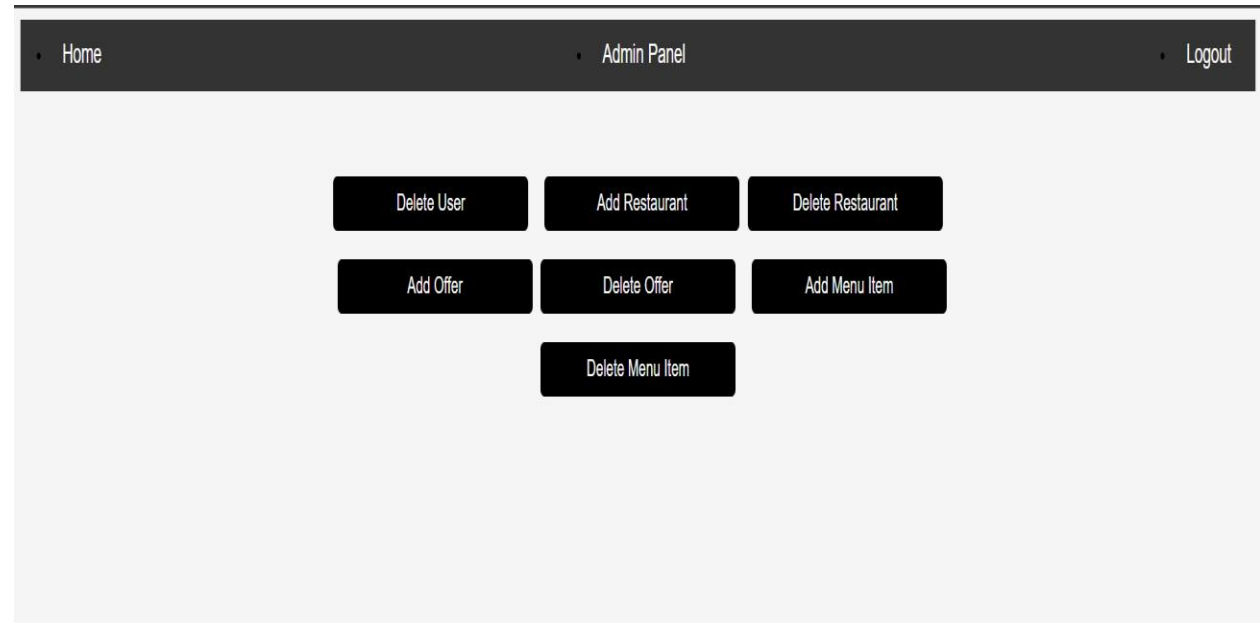 Home Admin Panel Logout
Delete User Add Restaurant Delete Restaurant
Add Offer Delete Offer Add Menu Item
Delete Menu Item